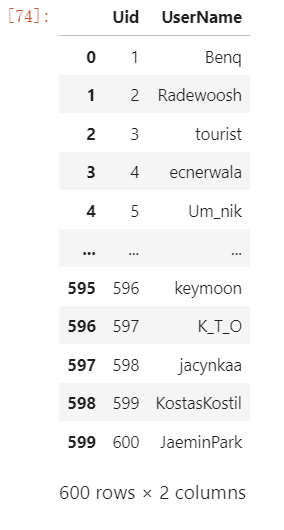 [74]:
Uid UserName
0 1 Benq
1 2 Radewoosh
2 3 tourist
3 4 ecnerwala
4 5 Um_nik
... ... ...
595 596 keymoon
596 597 K_T_O
597 598 jacynkaa
598 599 KostasKostil
599 600 JaeminPark
600 rows × 2 columns